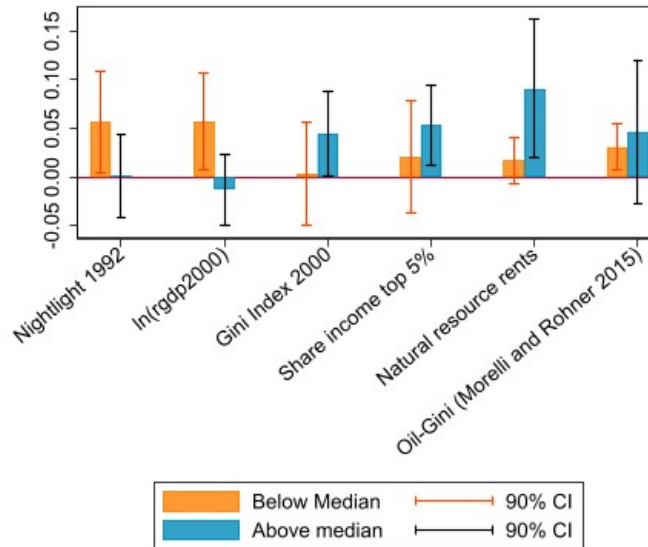 0.15
0.10
0.05
0.00
-0.05
Nightlight 1992
ln(rgdp2000)
Gini Index 2000
Share income top 5%
Natural resource rents
Oil-Gini (Morelli and Rohner 2015)
Below Median 90% CI
Above median 90% CI